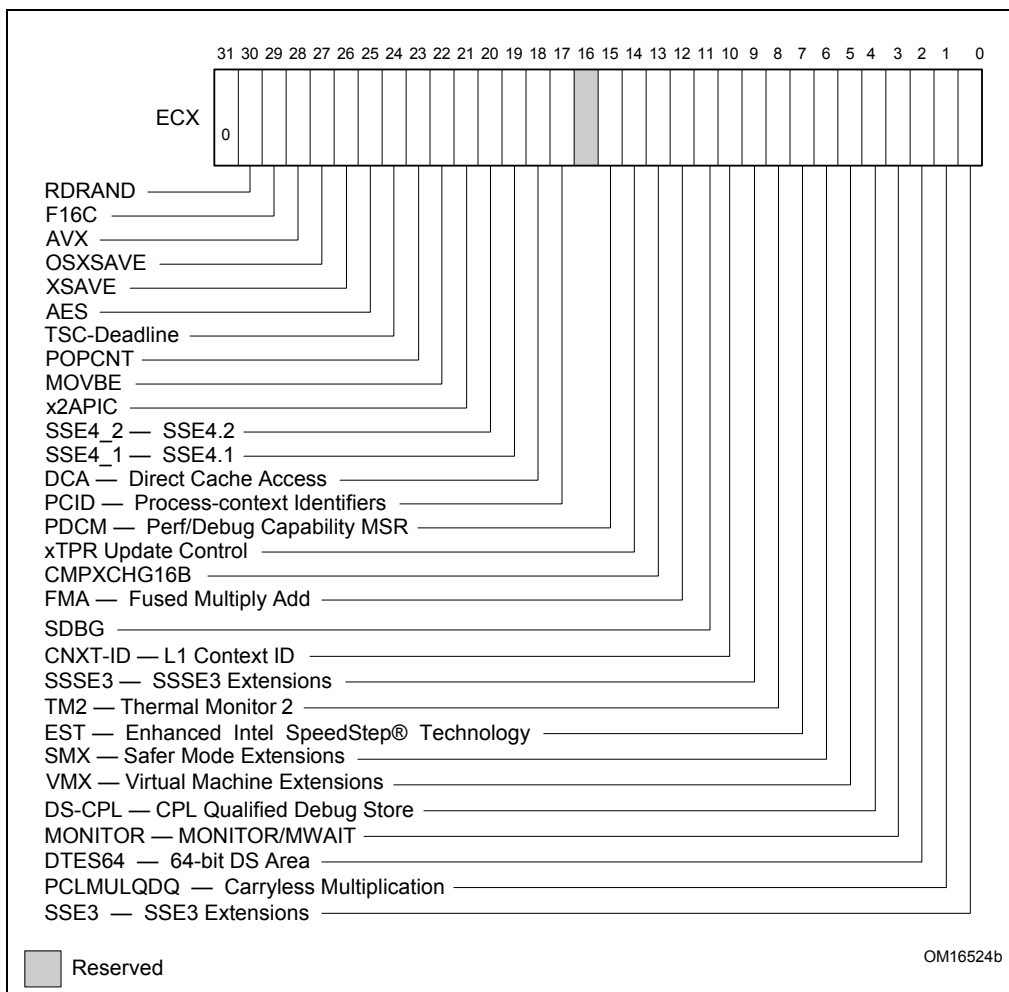 31 30 29 28 27 26 25 24 23 22 21 20 19 18 17 16 15 14 13 12 11 10 9 8 7 6 5 4 3 2 1 0
ECX
0
RDRAND
F16C
AVX
OSXSAVE
XSAVE
AES
TSC-Deadline
POPCNT
MOVBE
x2APIC
SSE4_2 — SSE4.2
SSE4_1 — SSE4.1
DCA — Direct Cache Access
PCID — Process-context Identifiers
PDCM — Perf/Debug Capability MSR
xTPR Update Control
CMPXCHG16B
FMA — Fused Multiply Add
SDBG
CNXT-ID — L1 Context ID
SSSE3 — SSSE3 Extensions
TM2 — Thermal Monitor 2
EST — Enhanced Intel SpeedStep® Technology
SMX — Safer Mode Extensions
VMX — Virtual Machine Extensions
DS-CPL — CPL Qualified Debug Store
MONITOR — MONITOR/MWAIT
DTES64 — 64-bit DS Area
PCLMULQDQ — Carryless Multiplication
SSE3 — SSE3 Extensions
OM16524b
Reserved